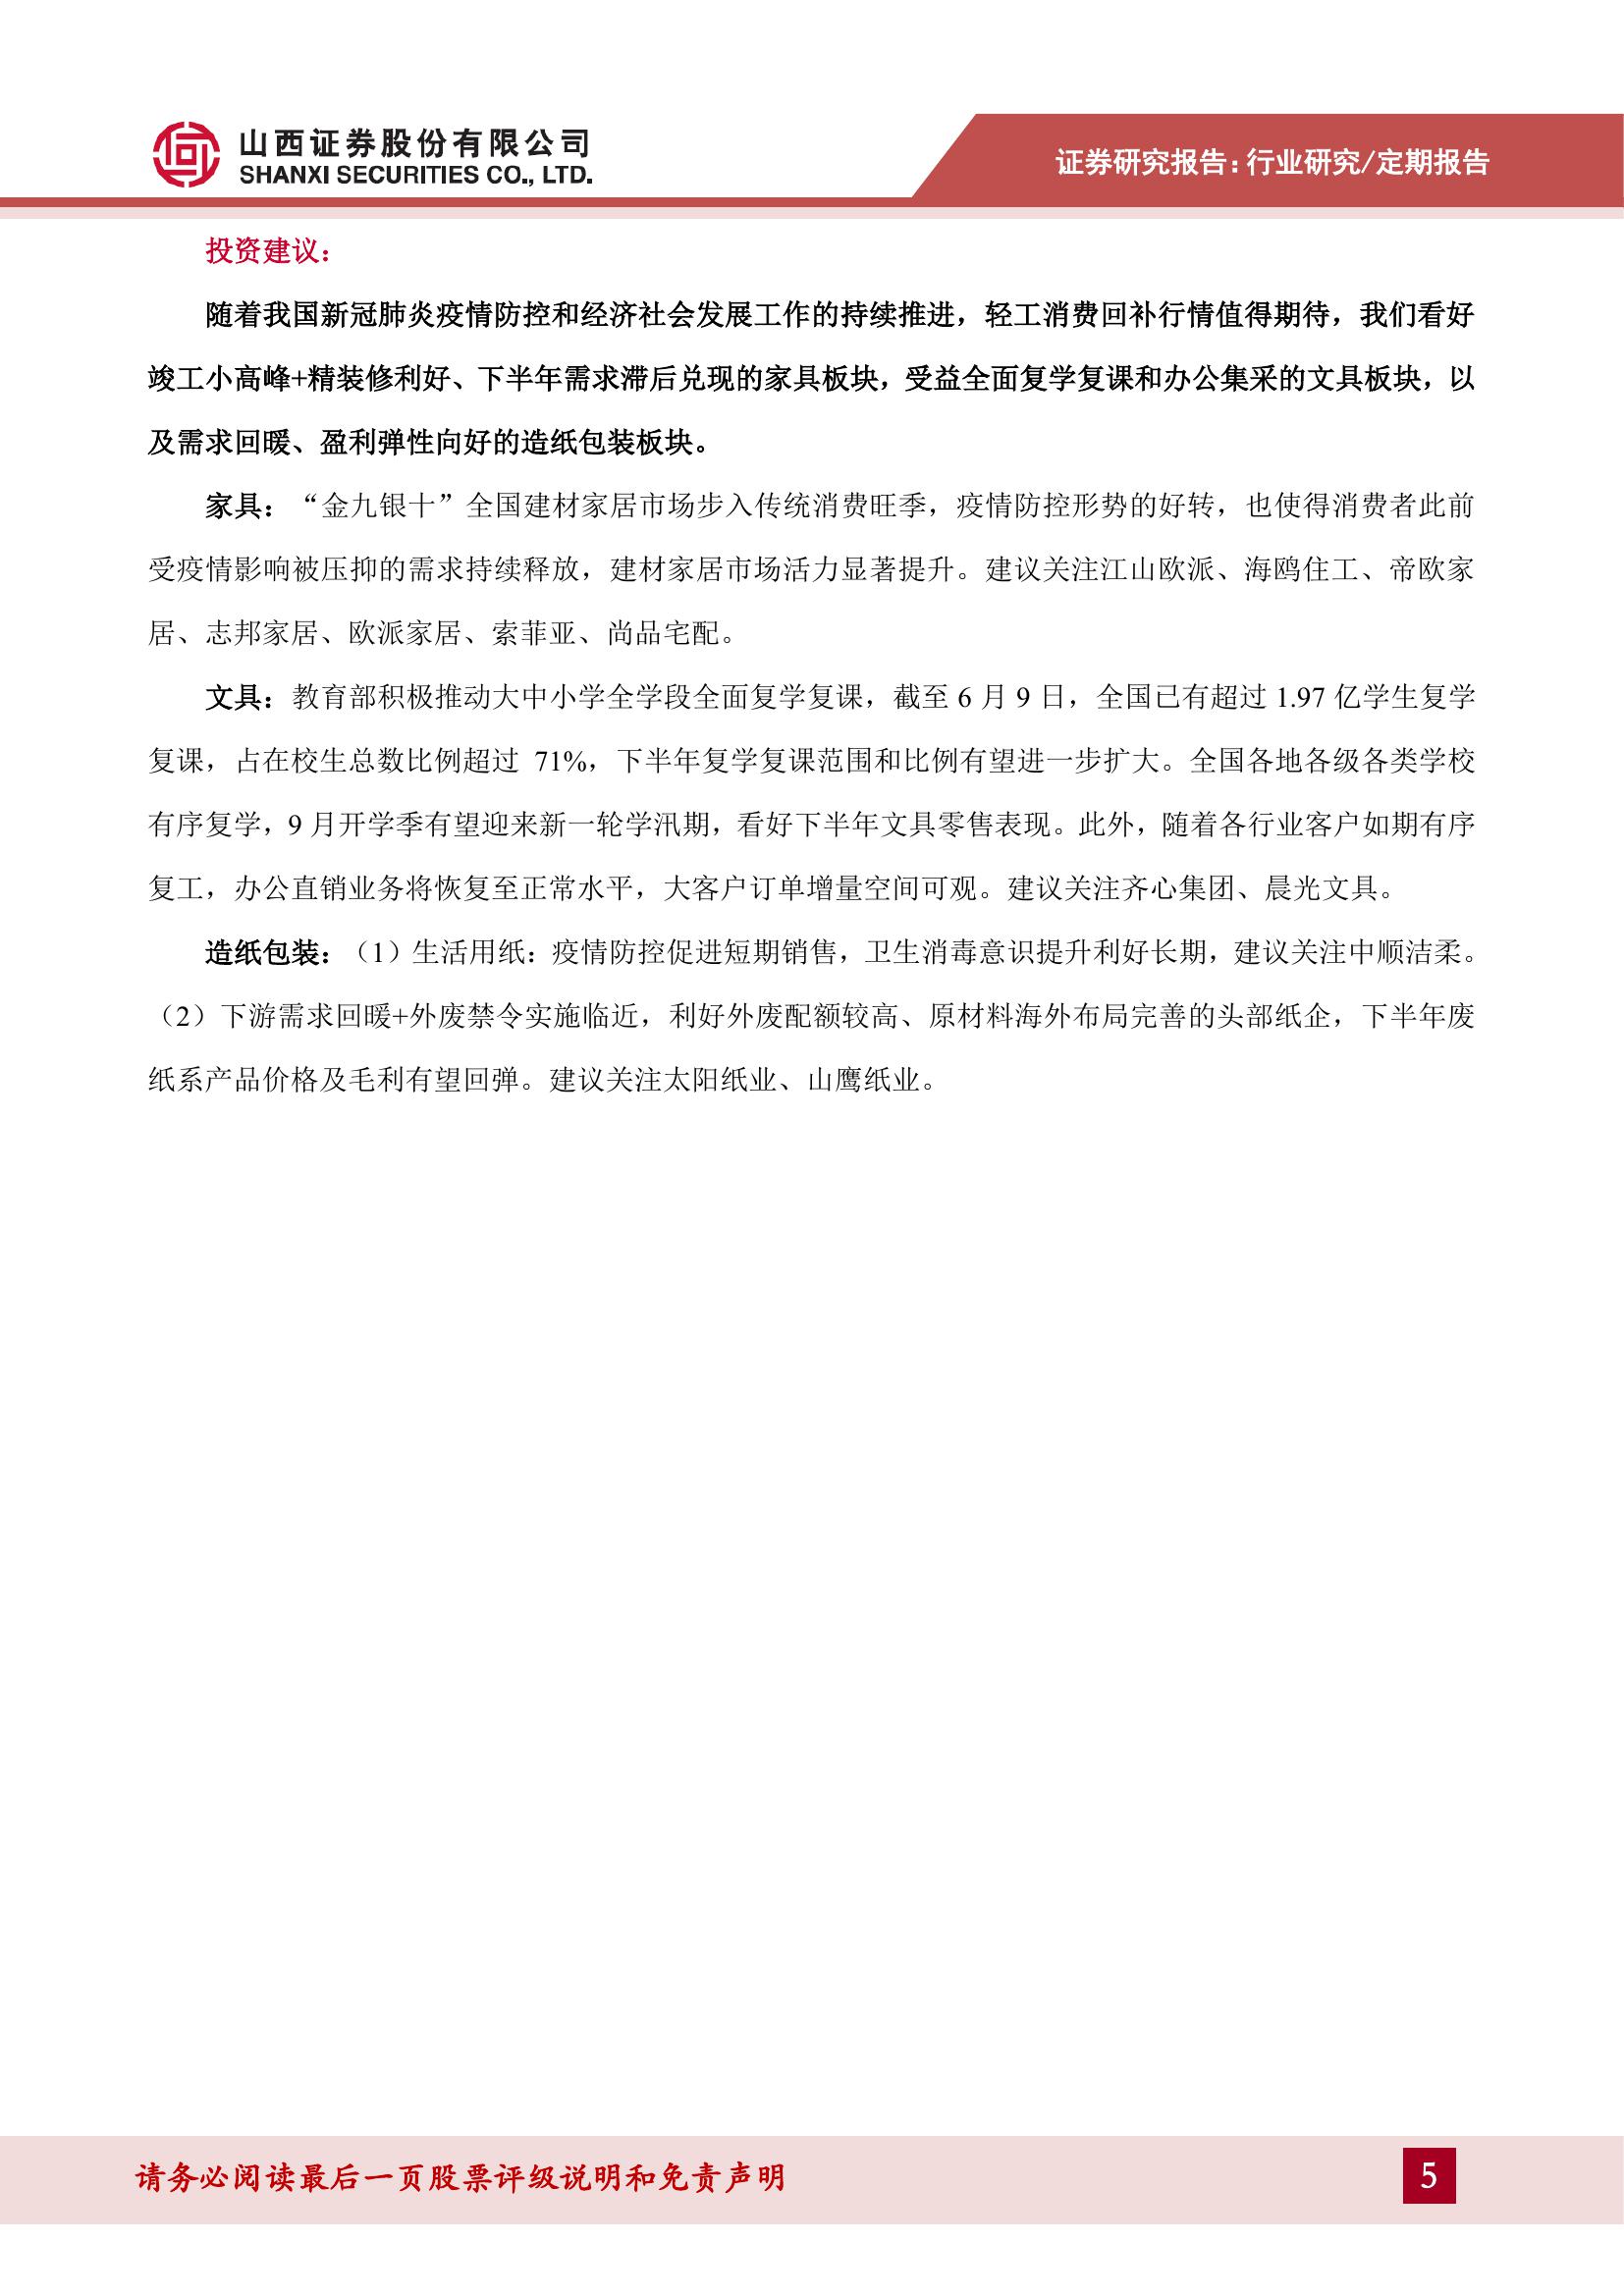 山西证券股份有限公司
SHANXI SECURITIES CO., LTD.
证券研究报告：行业研究/定期报告
投资建议：
随着我国新冠肺炎疫情防控和经济社会发展工作的持续推进，轻工消费回补行情值得期待，我们看好
竣工小高峰+精装修利好、下半年需求滞后兑现的家具板块，受益全面复学复课和办公集采的文具板块，以
及需求回暖、盈利弹性向好的造纸包装板块。
家具：“金九银十”全国建材家居市场步入传统消费旺季，疫情防控形势的好转，也使得消费者此前
受疫情影响被压抑的需求持续释放，建材家居市场活力显著提升。建议关注江山欧派、海鸥住工、帝欧家
居、志邦家居、欧派家居、索菲亚、尚品宅配。
文具：教育部积极推动大中小学全学段全面复学复课，截至 6 月 9 日，全国已有超过 1.97 亿学生复学
复课，占在校生总数比例超过 71%，下半年复学复课范围和比例有望进一步扩大。全国各地各级各类学校
有序复学，9 月开学季有望迎来新一轮学汛期，看好下半年文具零售表现。此外，随着各行业客户如期有序
复工，办公直销业务将恢复至正常水平，大客户订单增量空间可观。建议关注齐心集团、晨光文具。
造纸包装：（1）生活用纸：疫情防控促进短期销售，卫生消毒意识提升利好长期，建议关注中顺洁柔。
（2）下游需求回暖+外废禁令实施临近，利好外废配额较高、原材料海外布局完善的头部纸企，下半年废
纸系产品价格及毛利有望回弹。建议关注太阳纸业、山鹰纸业。
请务必阅读最后一页股票评级说明和免责声明
5